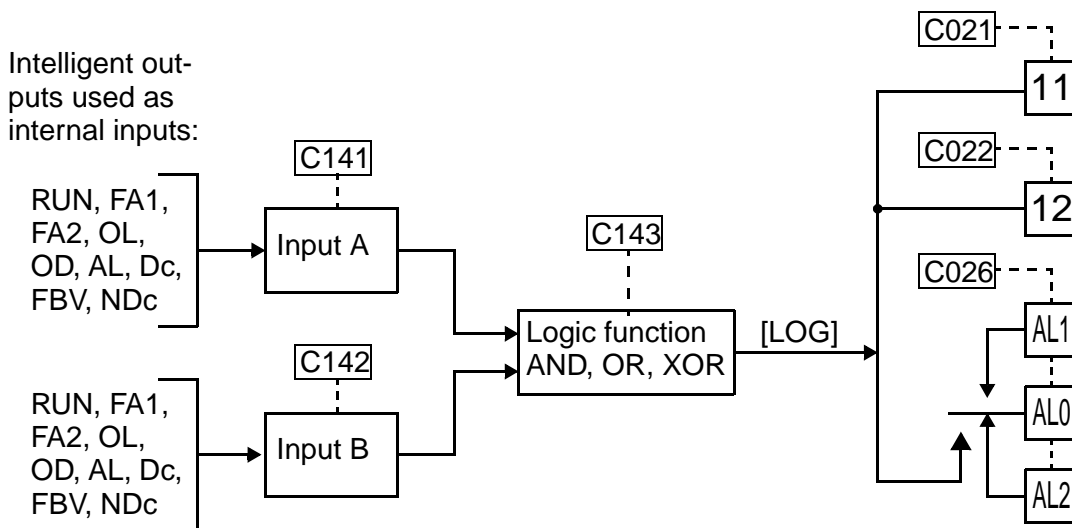 C021
Intelligent out-
puts used as
internal inputs:
11
C141
C022
RUN, FA1,
FA2, OL,
OD, AL, Dc,
FBV, NDc
Input A
12
C143
C026
Logic function
AND, OR, XOR
[LOG]
AL1
C142
RUN, FA1,
FA2, OL,
OD, AL, Dc,
FBV, NDc
Input B
AL0
AL2